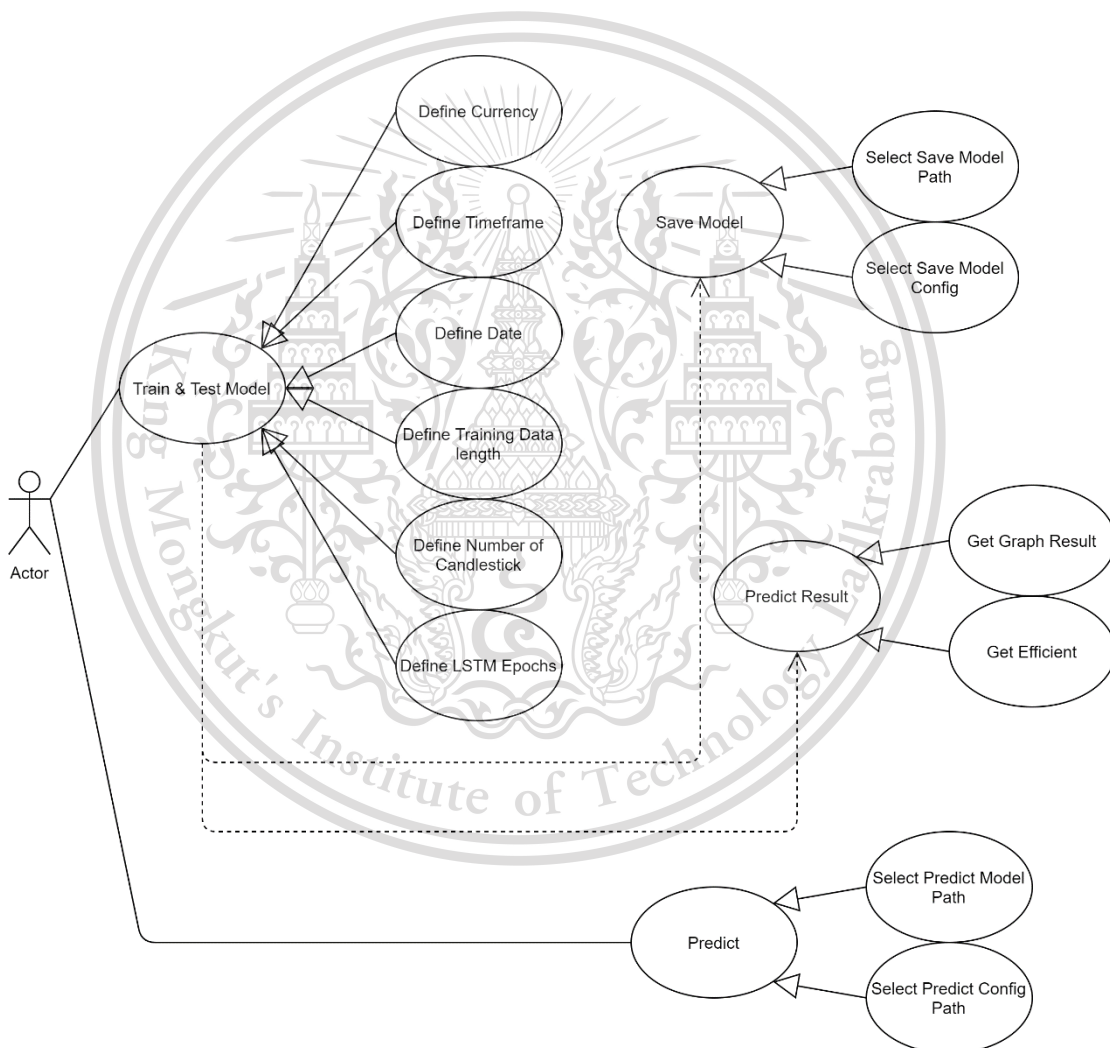 Define Currency
Define Timeframe
Define Date
Define Training Data
length
Define Number of
Candlestick
Define LSTM Epochs
Train & Test Model
Actor
Save Model
Select Save Model
Path
Select Save Model
Config
Predict Result
Get Graph Result
Get Efficient
Predict
Select Predict Model
Path
Select Predict Config
Path
King Mongkut's Institute of Technology Ladkrabang